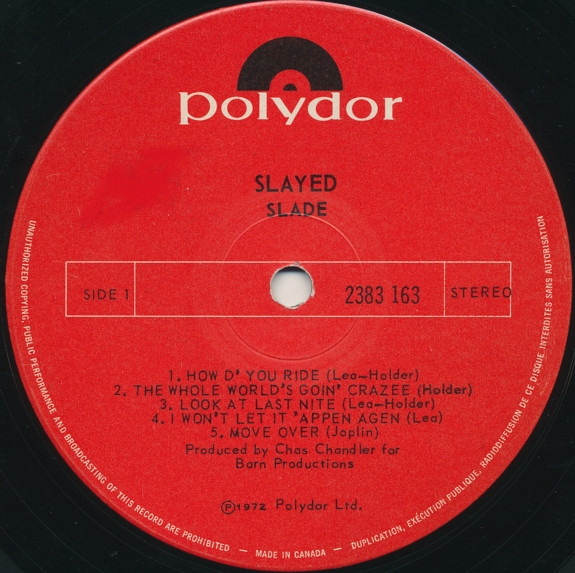 polydor
SLAYED
SLADE
SIDE 1
2383 163
STEREO
1. HOW D' YOU RIDE (Lea-Holder)
2. THE WHOLE WORLD'S GOIN' CRAZEE (Holder)
3. LOOK AT LAST NITE (Lea-Holder)
4. I WON'T LET IT 'APPEN AGEN (Lea)
5. MOVE OVER (Joplin)
Produced by Chas Chandler for
Barn Productions
Ⓟ1972 Polydor Ltd.
UNAUTHORIZED COPYING, PUBLIC PERFORMANCE AND BROADCASTING OF THIS RECORD ARE PROHIBITED — MADE IN CANADA — DUPLICATION, EXÉCUTION PUBLIQUE, RADIODIFFUSION DE CE DISQUE INTERDITES SANS AUTORISATION